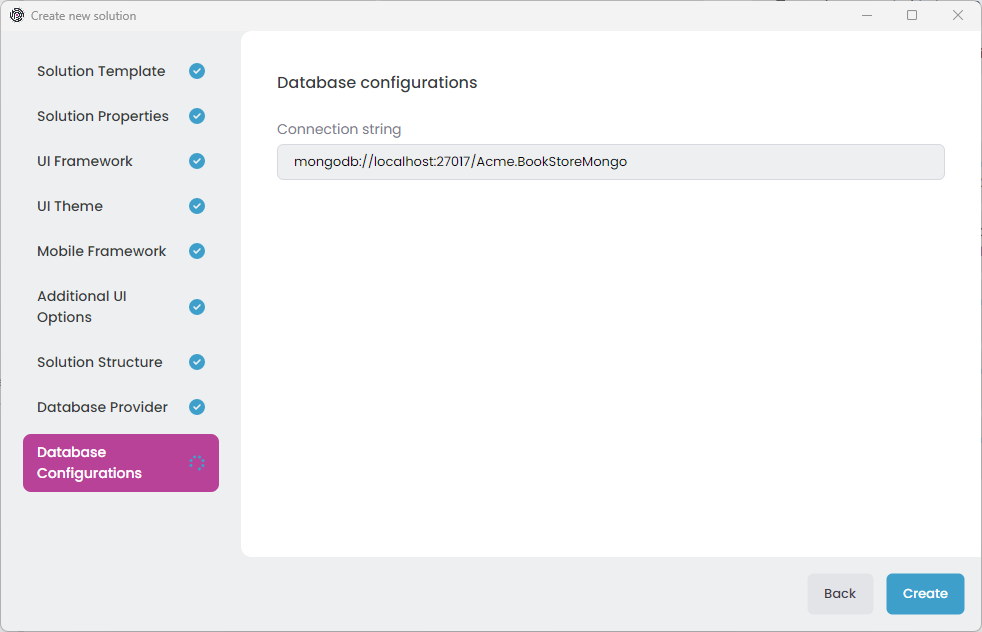 Create new solution
Solution Template
Solution Properties
UI Framework
UI Theme
Mobile Framework
Additional UI
Options
Solution Structure
Database Provider
Database
Configurations
Database configurations
Connection string
mongodb://localhost:27017/Acme.BookStoreMongo
Back
Create